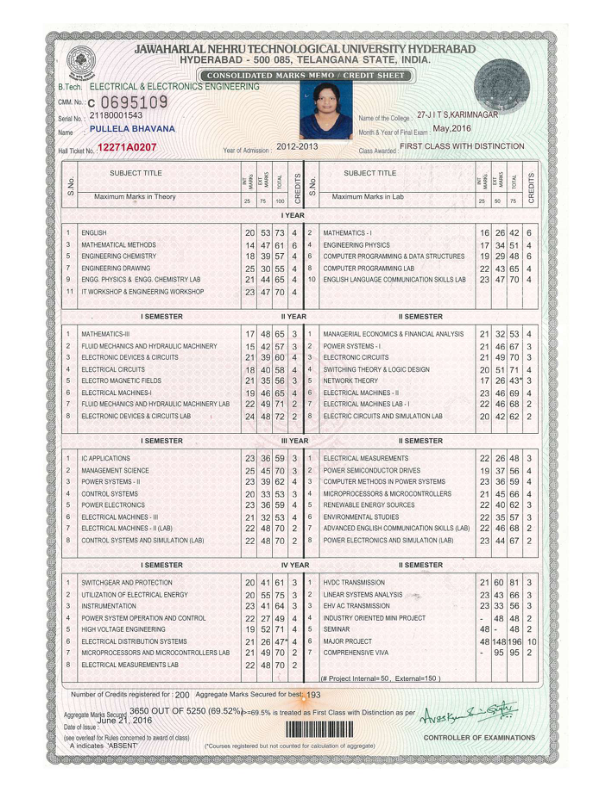 JAWAHARLAL NEHRU TECHNOLOGICAL UNIVERSITY HYDERABAD
HYDERABAD - 500 085, TELANGANA STATE, INDIA.
CONSOLIDATED MARKS MEMO / CREDIT SHEET
B.Tech. ELECTRICAL & ELECTRONICS ENGINEERING
CMM. No. C 0695109
Serial No. : 21180001543
Name PULLELA BHAVANA
Hall Ticket No. 12271A0207
Year of Admission : 2012-2013
Name of the College 27-J I T S,KARIMNAGAR
Month & Year of Final Exam : May,2016
Class Awarded : FIRST CLASS WITH DISTINCTION
S.No. SUBJECT TITLE INT MARKS EXT MARKS TOTAL CREDITS S.No. SUBJECT TITLE INT MARKS EXT MARKS TOTAL CREDITS
Maximum Marks in Theory 25 75 100 Maximum Marks in Lab 25 50 75
I YEAR
1 ENGLISH 20 53 73 4 2 MATHEMATICS - I 16 26 42 6
3 MATHEMATICAL METHODS 14 47 61 6 4 ENGINEERING PHYSICS 17 34 51 4
5 ENGINEERING CHEMISTRY 18 39 57 4 6 COMPUTER PROGRAMMING & DATA STRUCTURES 19 29 48 6
7 ENGINEERING DRAWING 25 30 55 4 8 COMPUTER PROGRAMMING LAB 22 43 65 4
9 ENGG. PHYSICS & ENGG. CHEMISTRY LAB 21 44 65 4 10 ENGLISH LANGUAGE COMMUNICATION SKILLS LAB 23 47 70 4
11 IT WORKSHOP & ENGINEERING WORKSHOP 23 47 70 4
I SEMESTER II YEAR II SEMESTER
1 MATHEMATICS-III 17 48 65 3 1 MANAGERIAL ECONOMICS & FINANCIAL ANALYSIS 21 32 53 4
2 FLUID MECHANICS AND HYDRAULIC MACHINERY 15 42 57 3 2 POWER SYSTEMS - I 21 46 67 3
3 ELECTRONIC DEVICES & CIRCUITS 21 39 60 4 3 ELECTRONIC CIRCUITS 21 49 70 3
4 ELECTRICAL CIRCUITS 18 40 58 4 4 SWITCHING THEORY & LOGIC DESIGN 20 51 71 4
5 ELECTRO MAGNETIC FIELDS 21 35 56 3 5 NETWORK THEORY 17 26 43* 3
6 ELECTRICAL MACHINES-I 19 46 65 4 6 ELECTRICAL MACHINES - II 23 46 69 4
7 FLUID MECHANICS AND HYDRAULIC MACHINERY LAB 22 49 71 2 7 ELECTRICAL MACHINES LAB - I 22 46 68 2
8 ELECTRONIC DEVICES & CIRCUITS LAB 24 48 72 2 8 ELECTRIC CIRCUITS AND SIMULATION LAB 20 42 62 2
I SEMESTER III YEAR II SEMESTER
1 IC APPLICATIONS 23 36 59 3 1 ELECTRICAL MEASUREMENTS 22 26 48 3
2 MANAGEMENT SCIENCE 25 45 70 3 2 POWER SEMICONDUCTOR DRIVES 19 37 56 4
3 POWER SYSTEMS - II 23 39 62 4 3 COMPUTER METHODS IN POWER SYSTEMS 23 36 59 4
4 CONTROL SYSTEMS 20 33 53 3 4 MICROPROCESSORS & MICROCONTROLLERS 21 45 66 4
5 POWER ELECTRONICS 23 36 59 4 5 RENEWABLE ENERGY SOURCES 22 40 62 3
6 ELECTRICAL MACHINES - III 21 32 53 4 6 ENVIRONMENTAL STUDIES 22 35 57 3
7 ELECTRICAL MACHINES - II (LAB) 22 48 70 2 7 ADVANCED ENGLISH COMMUNICATION SKILLS (LAB) 22 46 68 2
8 CONTROL SYSTEMS AND SIMULATION (LAB) 22 48 70 2 8 POWER ELECTRONICS AND SIMULATION (LAB) 23 44 67 2
I SEMESTER IV YEAR II SEMESTER
1 SWITCHGEAR AND PROTECTION 20 41 61 3 1 HVDC TRANSMISSION 21 60 81 3
2 UTILIZATION OF ELECTRICAL ENERGY 20 55 75 3 2 LINEAR SYSTEMS ANALYSIS 23 43 66 3
3 INSTRUMENTATION 23 41 64 3 3 EHV AC TRANSMISSION 23 33 56 3
4 POWER SYSTEM OPERATION AND CONTROL 22 27 49 4 4 INDUSTRY ORIENTED MINI PROJECT - 48 48 2
5 HIGH VOLTAGE ENGINEERING 19 52 71 4 5 SEMINAR 48 - 48 2
6 ELECTRICAL DISTRIBUTION SYSTEMS 21 26 47* 4 6 MAJOR PROJECT 48 148 196 10
7 MICROPROCESSORS AND MICROCONTROLLERS LAB 21 49 70 2 7 COMPREHENSIVE VIVA - 95 95 2
8 ELECTRICAL MEASUREMENTS LAB 22 48 70 2
(# Project Internal=50 , External=150 )
Number of Credits registered for : 200 Aggregate Marks Secured for best: 193
Aggregate Marks Secured 3650 OUT OF 5250 (69.52%)>=69.5% is treated as First Class with Distinction as per
Date of Issue : June 21, 2016
(see overleaf for Rules concerned to award of class)
A indicates 'ABSENT'
(*Courses registered but not counted for calculation of aggregate)
CONTROLLER OF EXAMINATIONS